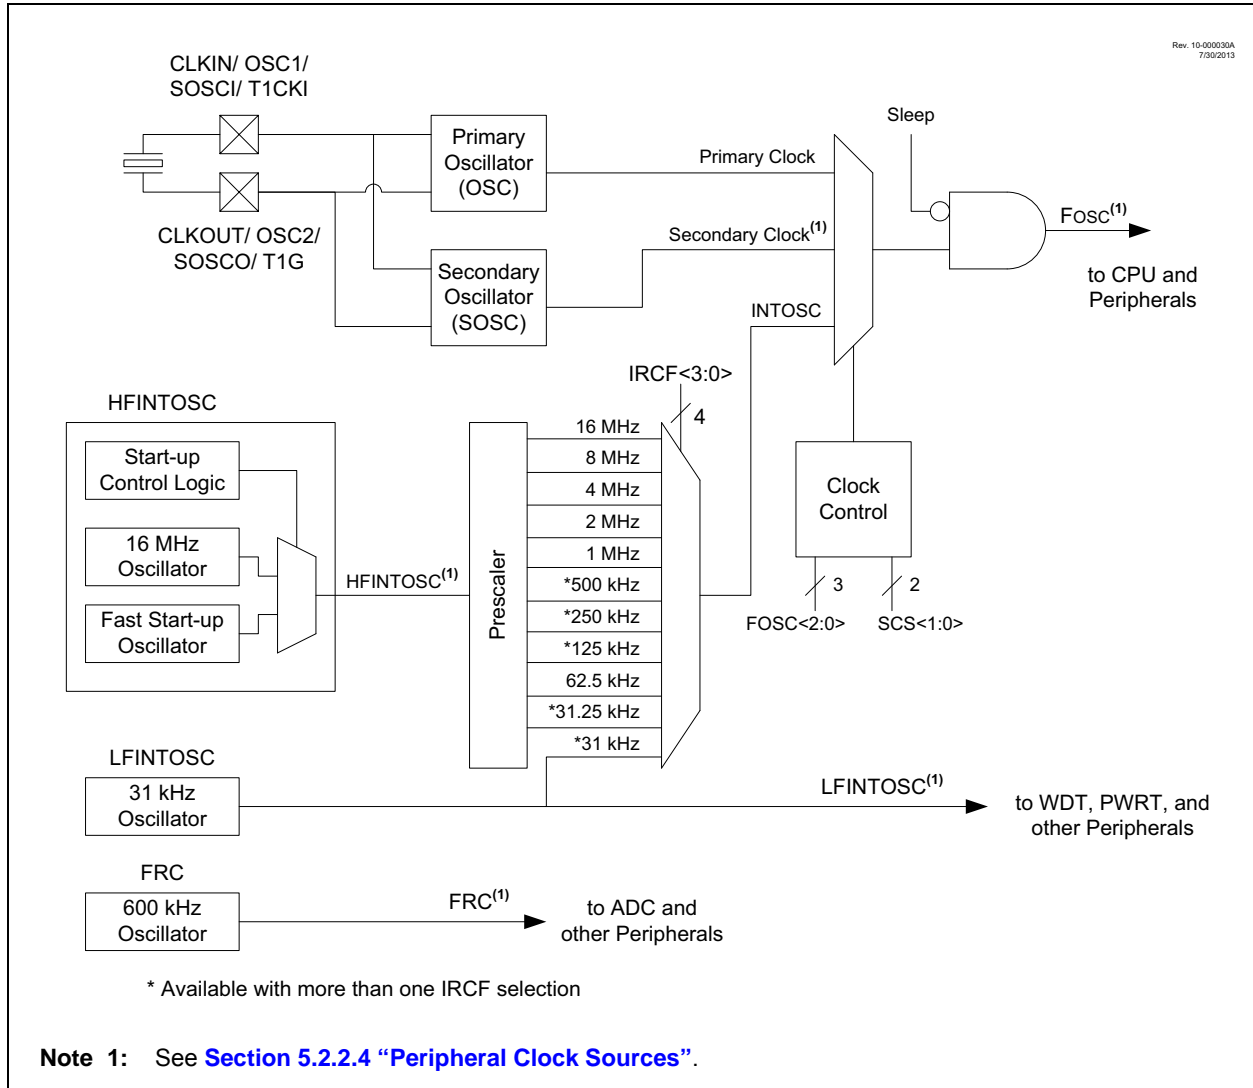 Rev. 10-000030A
7/30/2013
CLKIN/ OSC1/
SOSCI/ T1CKI
Sleep
Primary
Oscillator
(OSC)
Primary Clock
FOSC(1)
CLKOUT/ OSC2/
SOSCO/ T1G
Secondary Clock(1)
to CPU and
Peripherals
Secondary
Oscillator
(SOSC)
INTOSC
IRCF<3:0>
4
HFINTOSC
Start-up
Control Logic
16 MHz
Oscillator
Fast Start-up
Oscillator
HFINTOSC(1)
Prescaler
16 MHz
8 MHz
4 MHz
2 MHz
1 MHz
*500 kHz
*250 kHz
*125 kHz
62.5 kHz
*31.25 kHz
*31 kHz
Clock
Control
3
2
FOSC<2:0>
SCS<1:0>
LFINTOSC
31 kHz
Oscillator
LFINTOSC(1)
to WDT, PWRT, and
other Peripherals
FRC
600 kHz
Oscillator
FRC(1)
to ADC and
other Peripherals
* Available with more than one IRCF selection
Note 1: See Section 5.2.2.4 “Peripheral Clock Sources”.